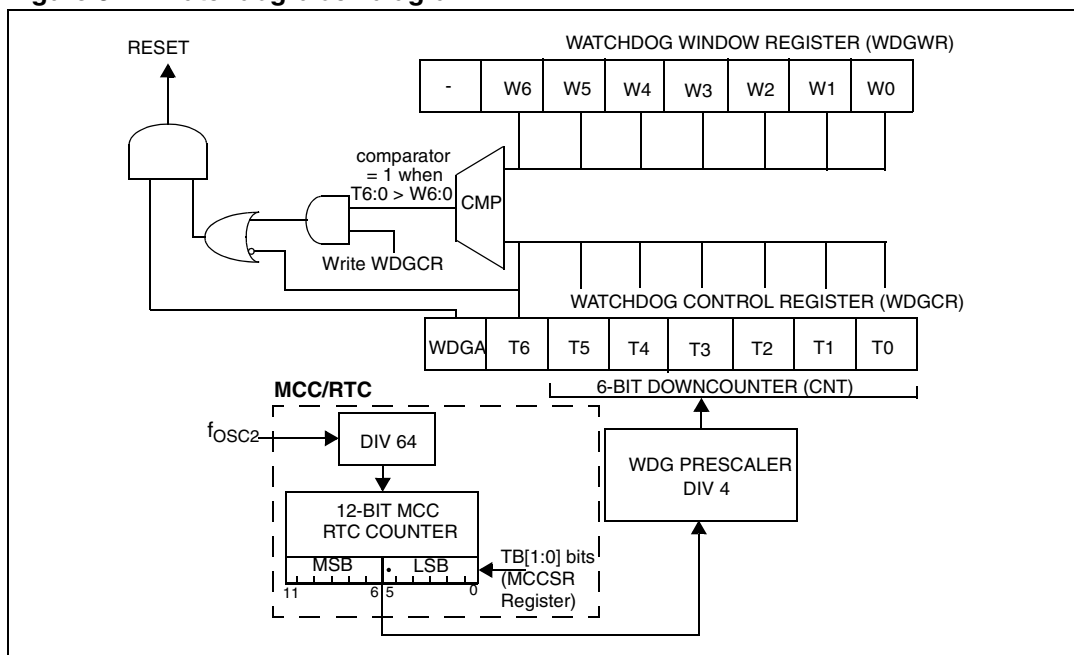 RESET
WATCHDOG WINDOW REGISTER (WDGWR)
- W6 W5 W4 W3 W2 W1 W0
comparator
= 1 when
T6:0 > W6:0
CMP
Write WDGCR
WATCHDOG CONTROL REGISTER (WDGCR)
WDGA T6 T5 T4 T3 T2 T1 T0
6-BIT DOWNCOUNTER (CNT)
MCC/RTC
fOSC2
DIV 64
WDG PRESCALER
DIV 4
12-BIT MCC
RTC COUNTER
MSB LSB
11 6 5 0
TB[1:0] bits
(MCCSR
Register)